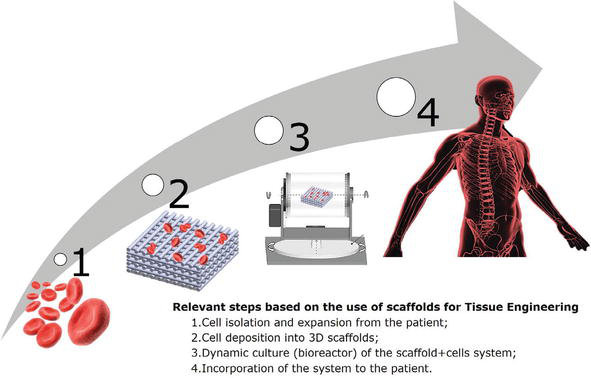 1
2
3
4
Relevant steps based on the use of scaffolds for Tissue Engineering
1.Cell isolation and expansion from the patient;
2.Cell deposition into 3D scaffolds;
3.Dynamic culture (bioreactor) of the scaffold+cells system;
4.Incorporation of the system to the patient.